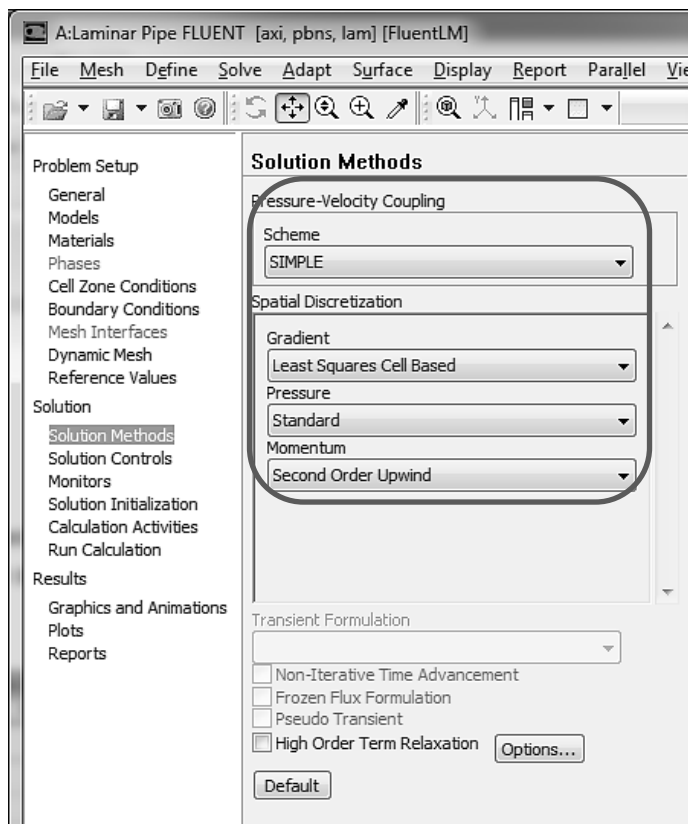 A:Laminar Pipe FLUENT [axi, pbns, lam] [FluentLM]
File Mesh Define Solve Adapt Surface Display Report Parallel Vie
Problem Setup
General
Models
Materials
Phases
Cell Zone Conditions
Boundary Conditions
Mesh Interfaces
Dynamic Mesh
Reference Values
Solution
Solution Methods
Solution Controls
Monitors
Solution Initialization
Calculation Activities
Run Calculation
Results
Graphics and Animations
Plots
Reports
Solution Methods
Pressure-Velocity Coupling
Scheme
SIMPLE
Spatial Discretization
Gradient
Least Squares Cell Based
Pressure
Standard
Momentum
Second Order Upwind
Transient Formulation
Non-Iterative Time Advancement
Frozen Flux Formulation
Pseudo Transient
High Order Term Relaxation Options...
Default